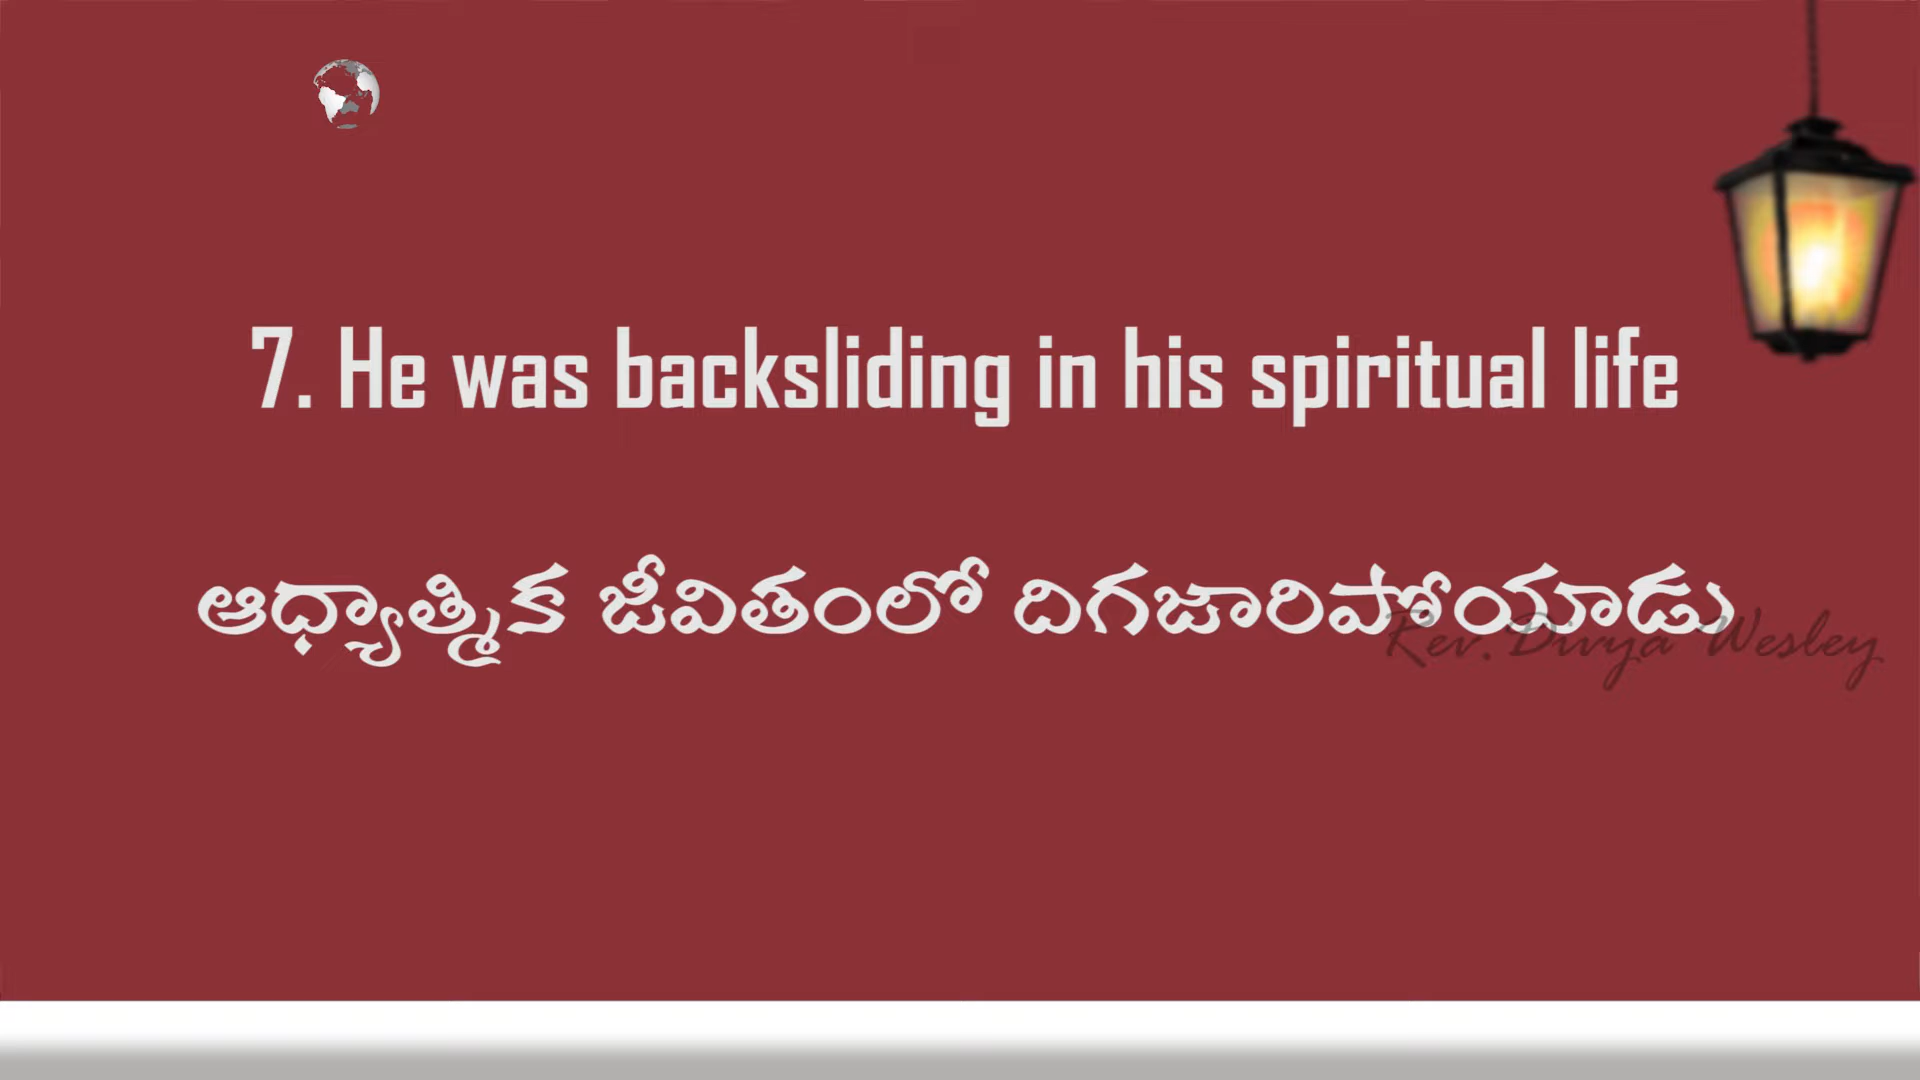 7. He was backsliding in his spiritual life
ఆధ్యాత్మిక జీవితంలో దిగజారిపోయాడు
Rev. Divya Wesley